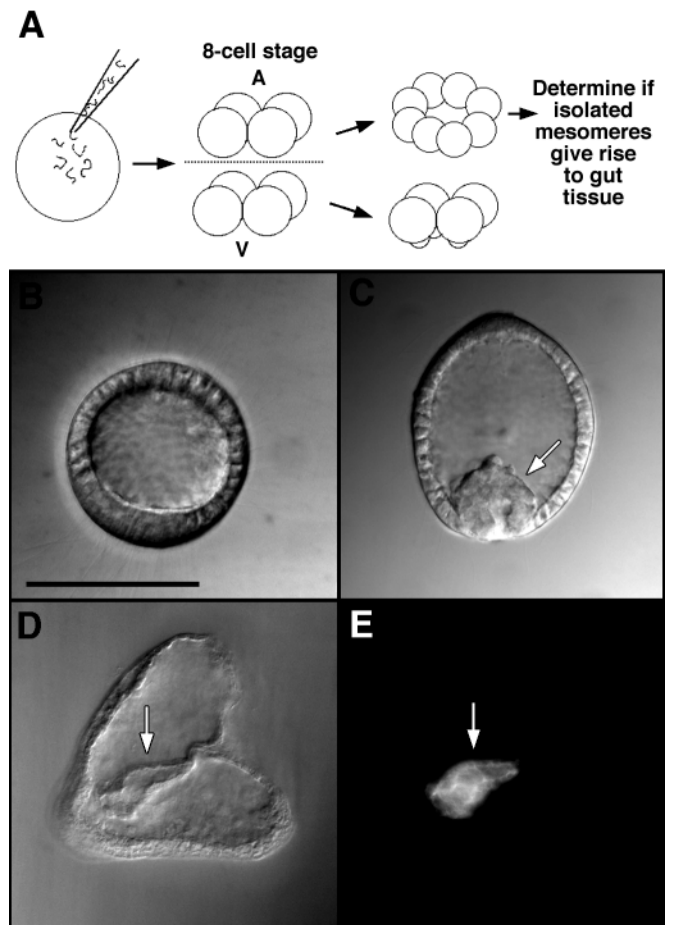 A
8-cell stage
A
V
Determine if
isolated
mesomeres
give rise
to gut
tissue
B
C
D
E